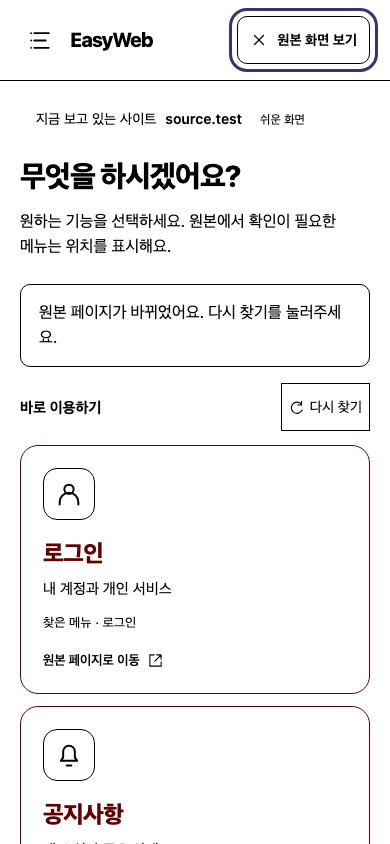 EasyWeb
원본 화면 보기
지금 보고 있는 사이트 source.test 쉬운 화면
무엇을 하시겠어요?
원하는 기능을 선택하세요. 원본에서 확인이 필요한
메뉴는 위치를 표시해요.
원본 페이지가 바뀌었어요. 다시 찾기를 눌러주세
요.
바로 이용하기
다시 찾기
로그인
내 계정과 개인 서비스
찾은 메뉴 · 로그인
원본 페이지로 이동
공지사항